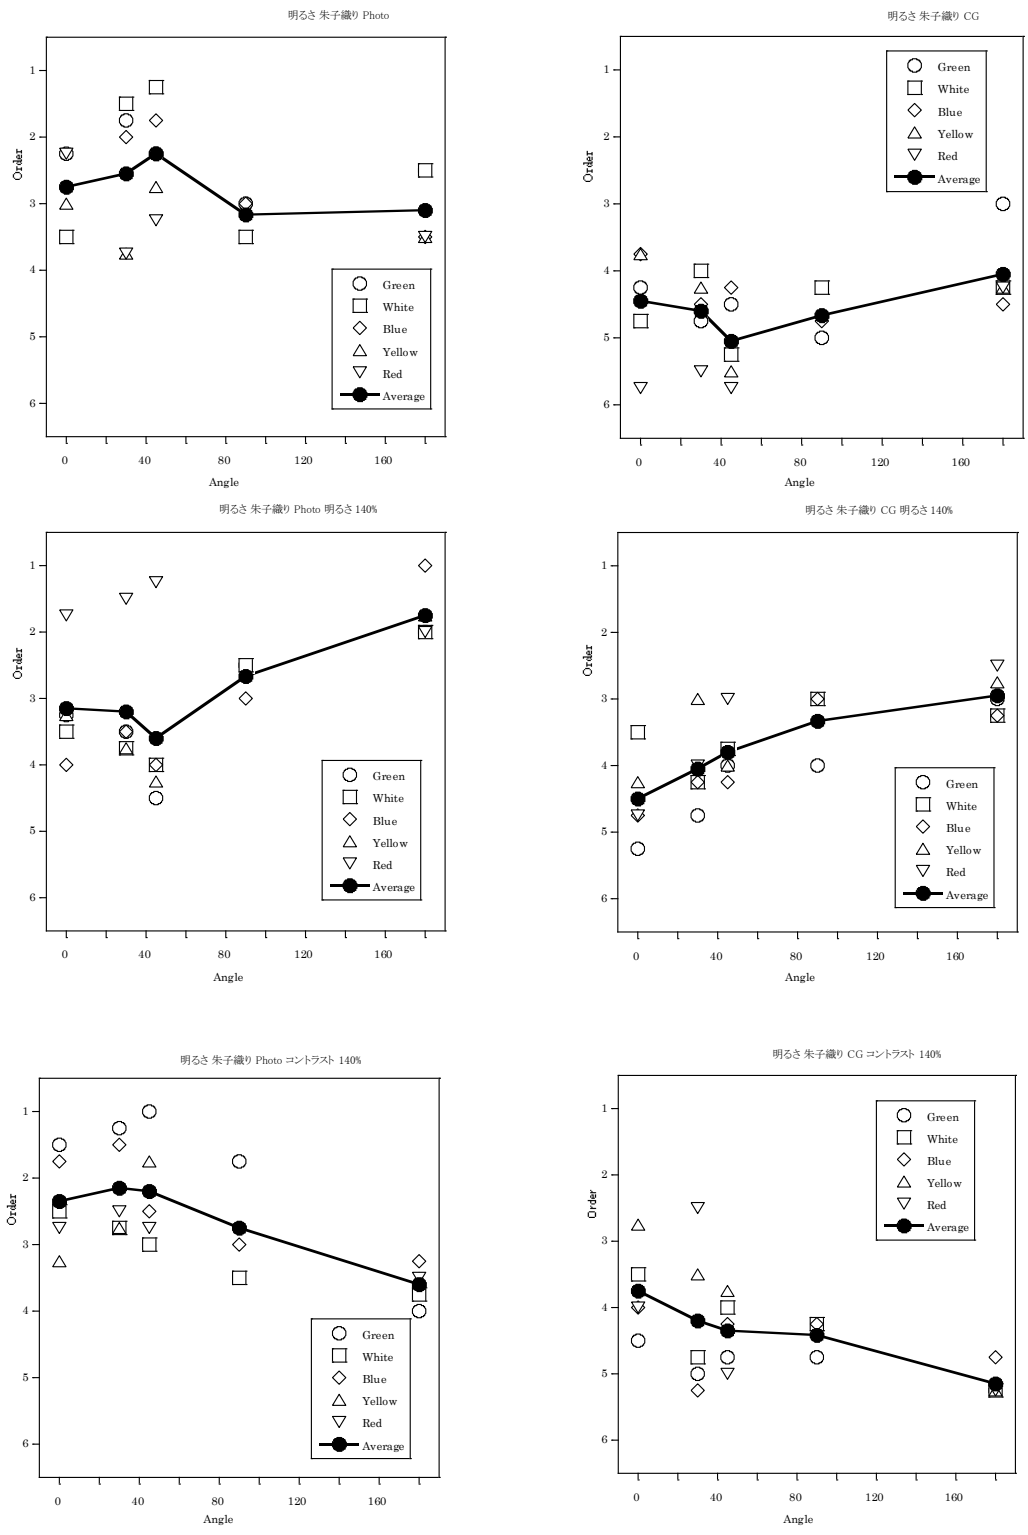 明るさ 朱子織り Photo
1
2
3
4
5
6
Order
0
40
80
120
160
Angle
Green
White
Blue
Yellow
Red
Average
明るさ 朱子織り CG
1
2
3
4
5
6
Order
0
40
80
120
160
Angle
Green
White
Blue
Yellow
Red
Average
明るさ 朱子織り Photo 明るさ 140%
1
2
3
4
5
6
Order
0
40
80
120
160
Angle
Green
White
Blue
Yellow
Red
Average
明るさ 朱子織り CG 明るさ 140%
1
2
3
4
5
6
Order
0
40
80
120
160
Angle
Green
White
Blue
Yellow
Red
Average
明るさ 朱子織り Photo コントラスト 140%
1
2
3
4
5
6
Order
0
40
80
120
160
Angle
Green
White
Blue
Yellow
Red
Average
明るさ 朱子織り CG コントラスト 140%
1
2
3
4
5
6
Order
0
40
80
120
160
Angle
Green
White
Blue
Yellow
Red
Average